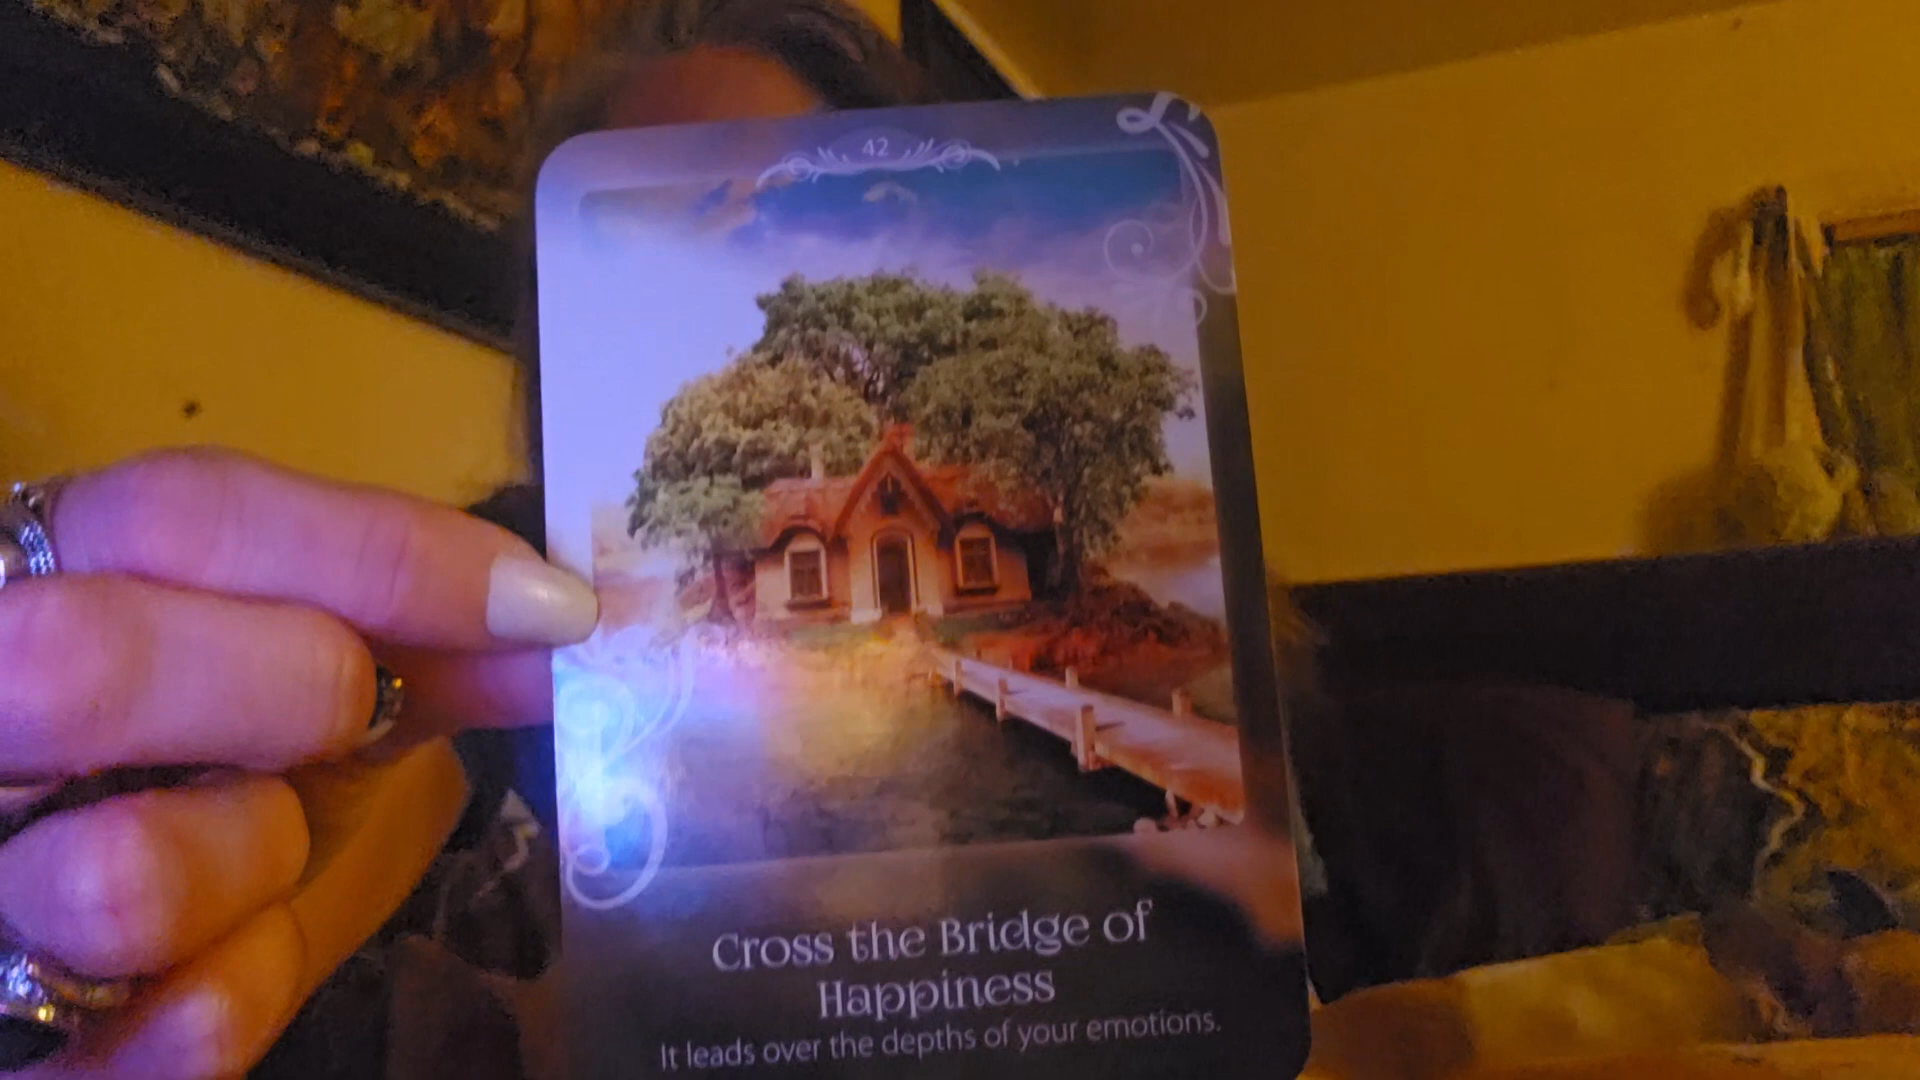 42
Cross the Bridge of
Happiness
It leads over the depths of your emotions.